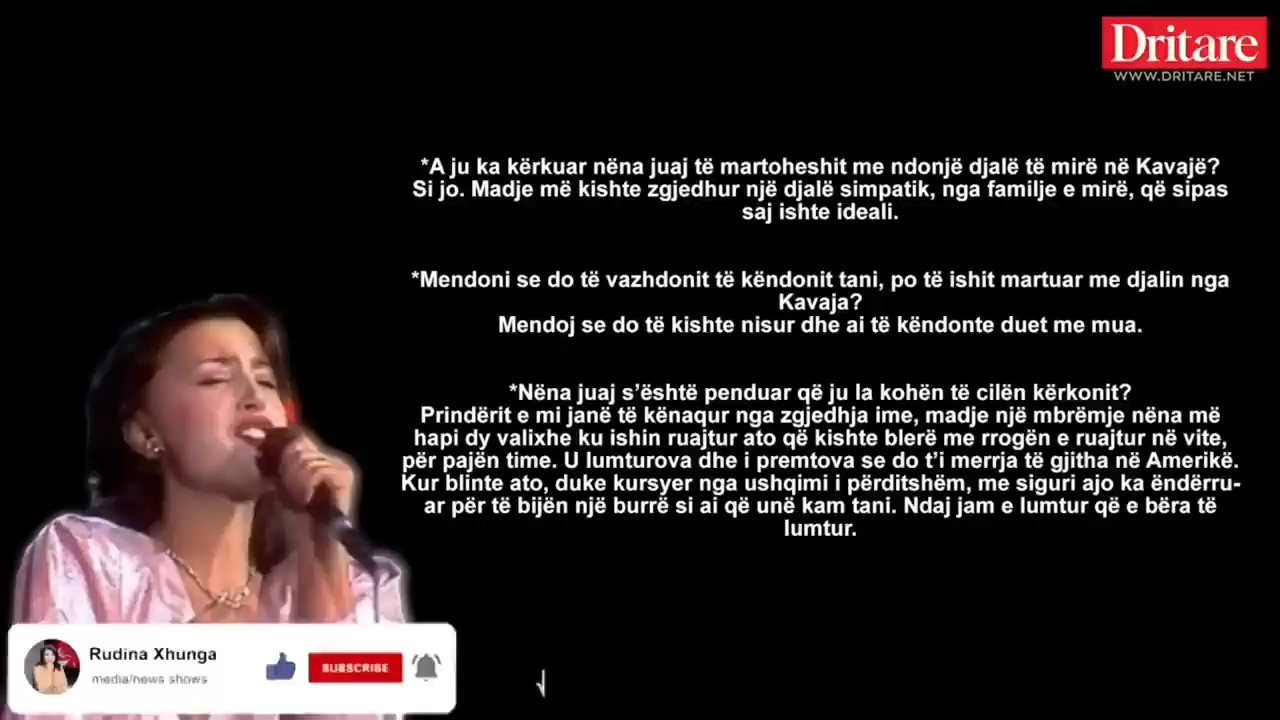 Dritare
WWW.DRITARE.NET
*A ju ka kërkuar nëna juaj të martoheshit me ndonjë djalë të mirë në Kavajë?
Si jo. Madje më kishte zgjedhur një djalë simpatik, nga familje e mirë, që sipas
saj ishte ideali.
*Mendoni se do të vazhdonit të këndonit tani, po të ishit martuar me djalin nga
Kavaja?
Mendoj se do të kishte nisur dhe ai të këndonte duet me mua.
*Nëna juaj s’është penduar që ju la kohën të cilën kërkonit?
Prindërit e mi janë të kënaqur nga zgjedhja ime, madje një mbrëmje nëna më
hapi dy valixhe ku ishin ruajtur ato që kishte blerë me rrogën e ruajtur në vite,
për pajën time. U lumturova dhe i premtova se do t’i merrja të gjitha në Amerikë.
Kur blinte ato, duke kursyer nga ushqimi i përditshëm, me siguri ajo ka ëndërru-
ar për të bijën një burrë si ai që unë kam tani. Ndaj jam e lumtur që e bëra të
lumtur.
Rudina Xhunga
media/news shows
SUBSCRIBE